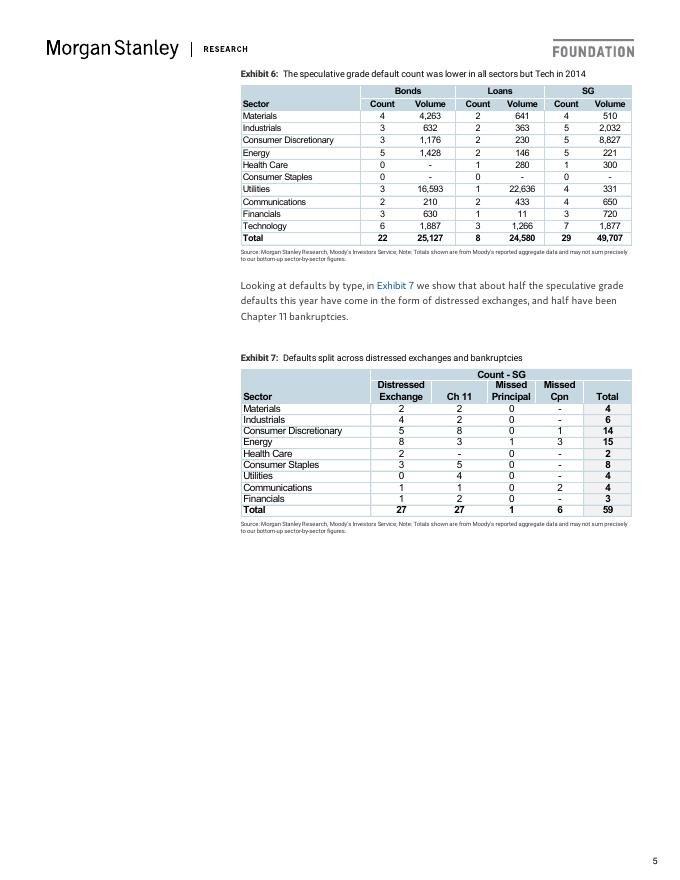 Morgan Stanley | RESEARCH
FOUNDATION
Exhibit 6: The speculative grade default count was lower in all sectors but Tech in 2014
Bonds Loans SG
Sector Count Volume Count Volume Count Volume
Materials 4 4,263 2 641 4 510
Industrials 3 632 2 363 5 2,032
Consumer Discretionary 3 1,176 2 230 5 8,827
Energy 5 1,428 2 146 5 221
Health Care 0 - 1 280 1 300
Consumer Staples 0 - 0 - 0 -
Utilities 3 16,593 1 22,636 4 331
Communications 2 210 2 433 4 650
Financials 3 630 1 11 3 720
Technology 6 1,887 3 1,266 7 1,877
Total 22 25,127 8 24,580 29 49,707
Source: Morgan Stanley Research, Moody's Investors Service; Note: Totals shown are from Moody's reported aggregate data and may not sum precisely
to our bottom-up sector-by-sector figures.
Looking at defaults by type, in Exhibit 7 we show that about half the speculative grade
defaults this year have come in the form of distressed exchanges, and half have been
Chapter 11 bankruptcies.
Exhibit 7: Defaults split across distressed exchanges and bankruptcies
Count - SG
Distressed Missed Missed
Sector Exchange Ch 11 Principal Cpn Total
Materials 2 2 0 - 4
Industrials 4 2 0 - 6
Consumer Discretionary 5 8 0 1 14
Energy 8 3 1 3 15
Health Care 2 - 0 - 2
Consumer Staples 3 5 0 - 8
Utilities 0 4 0 - 4
Communications 1 1 0 2 4
Financials 1 2 0 - 3
Total 27 27 1 6 59
Source: Morgan Stanley Research, Moody's Investors Service; Note: Totals shown are from Moody's reported aggregate data and may not sum precisely
to our bottom-up sector-by-sector figures.
5